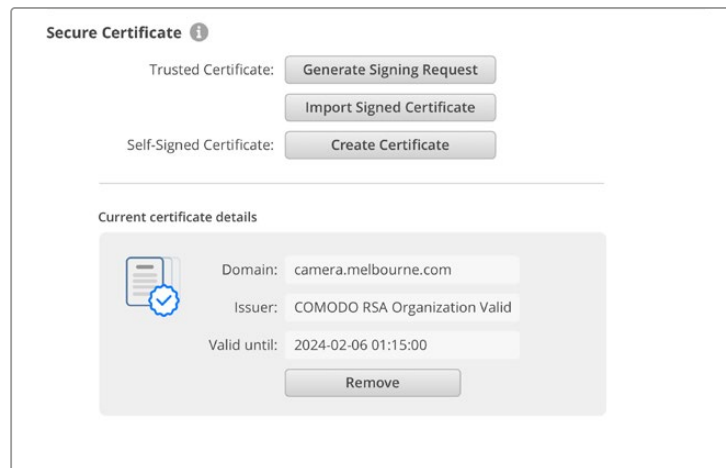 Secure Certificate
Trusted Certificate: Generate Signing Request
Import Signed Certificate
Self-Signed Certificate: Create Certificate
Current certificate details
Domain: camera.melbourne.com
Issuer: COMODO RSA Organization Valid
Valid until: 2024-02-06 01:15:00
Remove